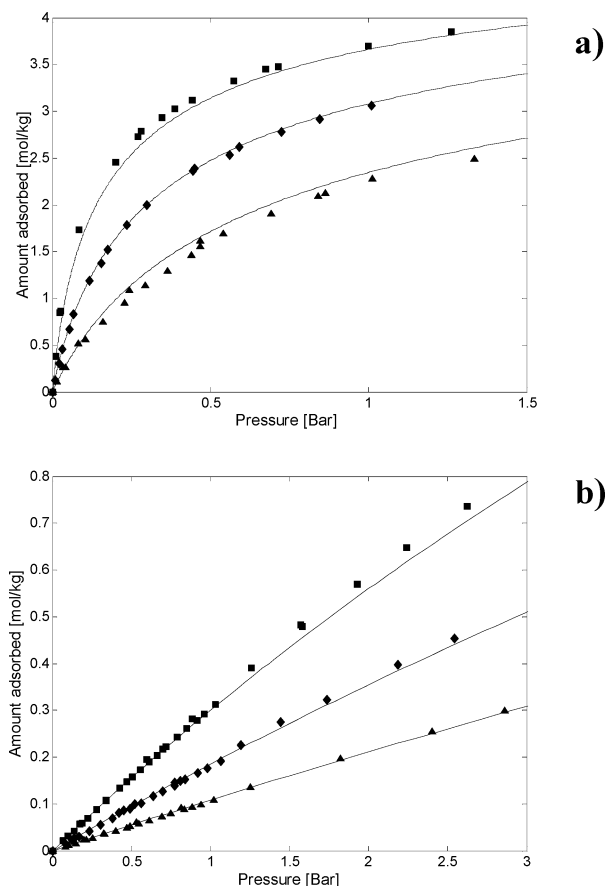 a)
4
3.5
3
2.5
2
1.5
1
0.5
0
Amount adsorbed [mol/kg]
0 0.5 1 1.5
Pressure [Bar]
b)
0.8
0.7
0.6
0.5
0.4
0.3
0.2
0.1
0
Amount adsorbed [mol/kg]
0 0.5 1 1.5 2 2.5 3
Pressure [Bar]